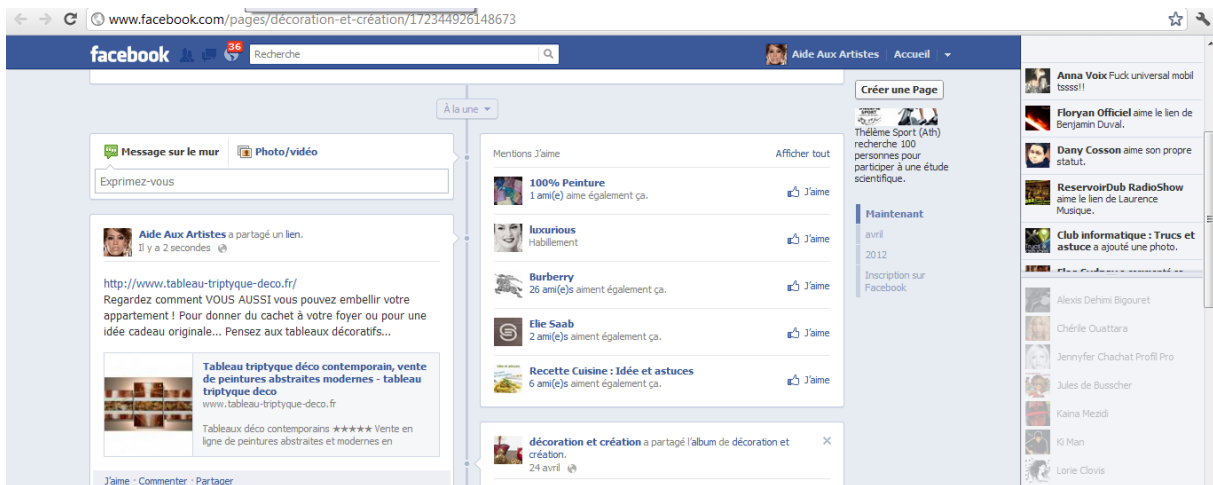 www.facebook.com/pages/décoration-et-création/172344926148673
facebook
36
Recherche
Aide Aux Artistes
Accueil
À la une
Message sur le mur
Photo/vidéo
Exprimez-vous
Aide Aux Artistes a partagé un lien.
Il y a 2 secondes
http://www.tableau-triptyque-deco.fr/
Regardez comment VOUS AUSSI vous pouvez embellir votre
appartement ! Pour donner du cachet à votre foyer ou pour une
idée cadeau originale... Pensez aux tableaux décoratifs...
Tableau triptyque déco contemporain, vente
de peintures abstraites modernes - tableau
triptyque deco
www.tableau-triptyque-deco.fr
Tableaux déco contemporains ★★★★★ Vente en
ligne de peintures abstraites et modernes en
J'aime · Commenter · Partager
Mentions J'aime
Afficher tout
100% Peinture
1 ami(e) aime également ça.
J'aime
luxurious
Habillement
J'aime
Burberry
26 ami(e)s aiment également ça.
J'aime
Elie Saab
2 ami(e)s aiment également ça.
J'aime
Recette Cuisine : Idée et astuces
6 ami(e)s aiment également ça.
J'aime
décoration et création a partagé l'album de décoration et
création.
24 avril
Créer une Page
Thélème Sport (Ath)
recherche 100
personnes pour
participer à une étude
scientifique.
Maintenant
avril
2012
Inscription sur
Facebook
Anna Voix Fuck universal mobil
tssss!!
Floryan Officiel aime le lien de
Benjamin Duval.
Dany Cosson aime son propre
statut.
ReservoirDub RadioShow
aime le lien de Laurence
Musique.
Club informatique : Trucs et
astuce a ajouté une photo.
Alexis Dehimi Bigouret
Chérile Ouattara
Jennyfer Chachat Profil Pro
Jules de Busscher
Kaina Mezidi
Ki Man
Lorie Clovis